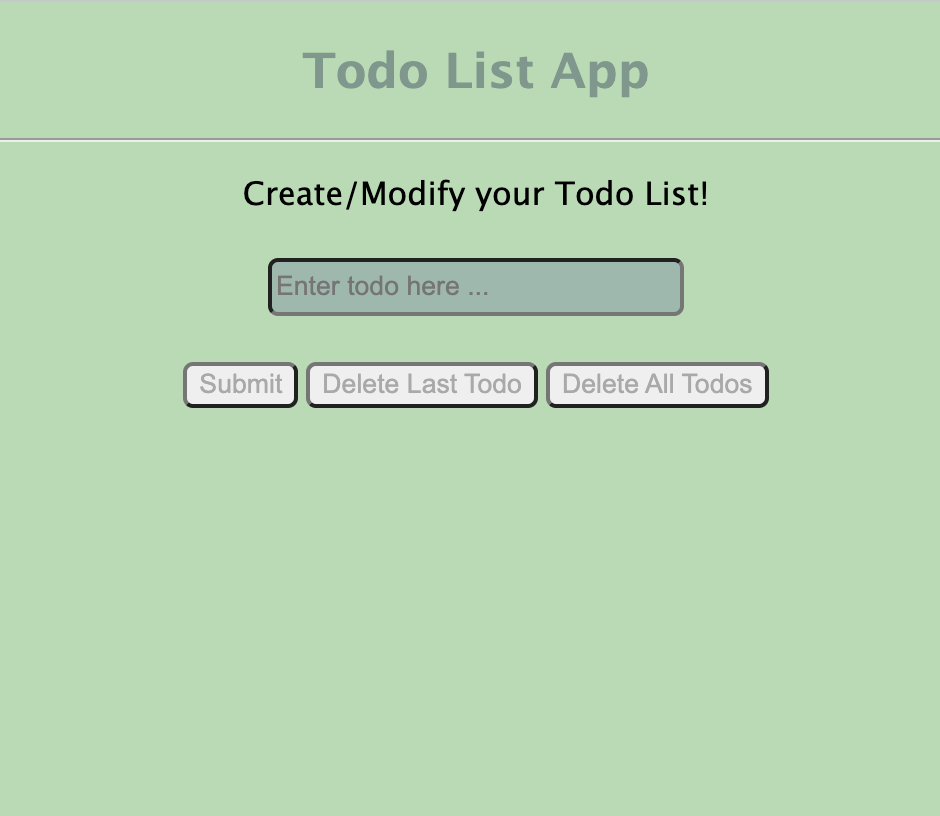 Todo List App
Create/Modify your Todo List!
Enter todo here ...
Submit Delete Last Todo Delete All Todos